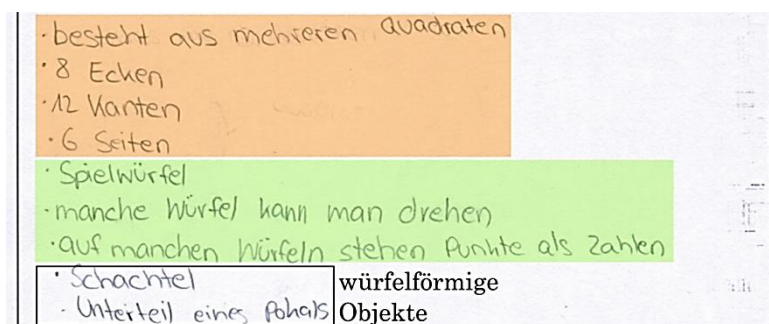 · besteht aus mehreren Quadraten
· 8 Ecken
· 12 Kanten
· 6 Seiten
· Spielwürfel
· manche Würfel kann man drehen
· auf manchen Würfeln stehen Punkte als Zahlen
· Schachtel
· Unterteil eines Pokals
würfelförmige
Objekte